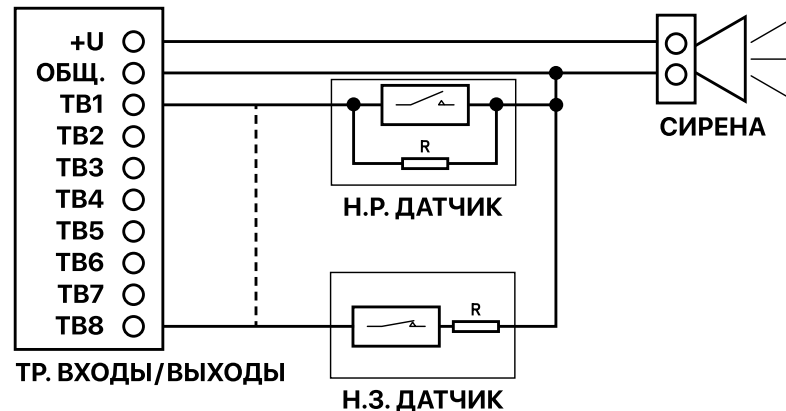 +U
ОБЩ.
ТВ1
ТВ2
ТВ3
ТВ4
ТВ5
ТВ6
ТВ7
ТВ8
ТР. ВХОДЫ/ВЫХОДЫ
R
Н.Р. ДАТЧИК
R
Н.З. ДАТЧИК
СИРЕНА